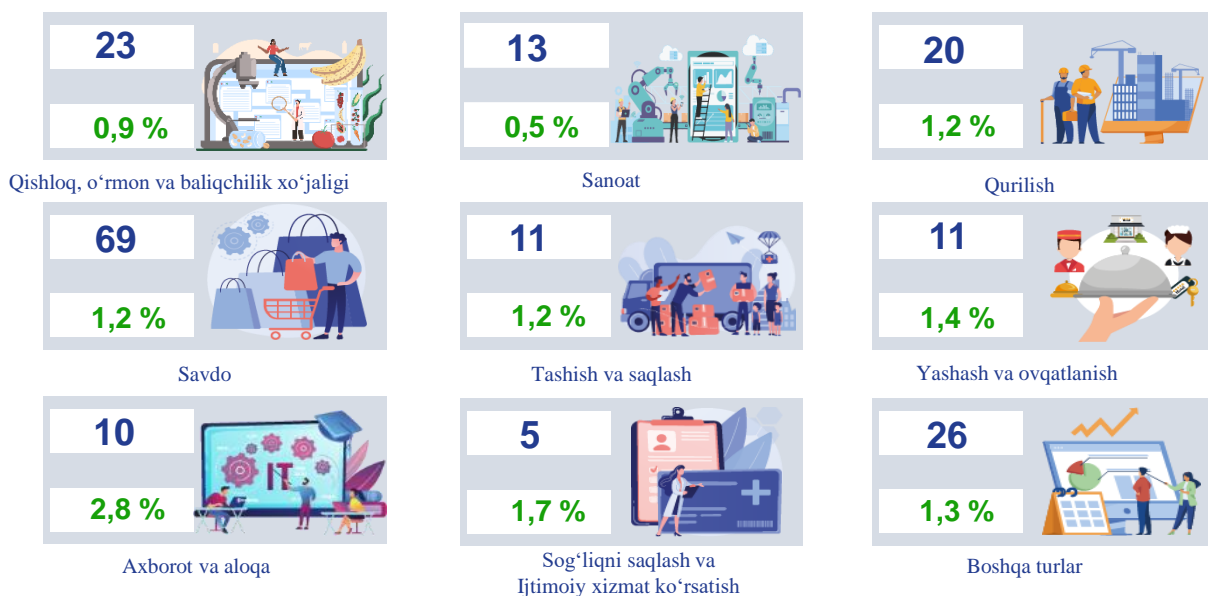 23
0,9 %
Qishloq, o‘rmon va baliqchilik xo‘jaligi
13
0,5 %
Sanoat
20
1,2 %
Qurilish
69
1,2 %
Savdo
11
1,2 %
Tashish va saqlash
11
1,4 %
Yashash va ovqatlanish
10
2,8 %
IT
Axborot va aloqa
5
1,7 %
Sog‘liqni saqlash va
Ijtimoiy xizmat ko‘rsatish
26
1,3 %
Boshqa turlar